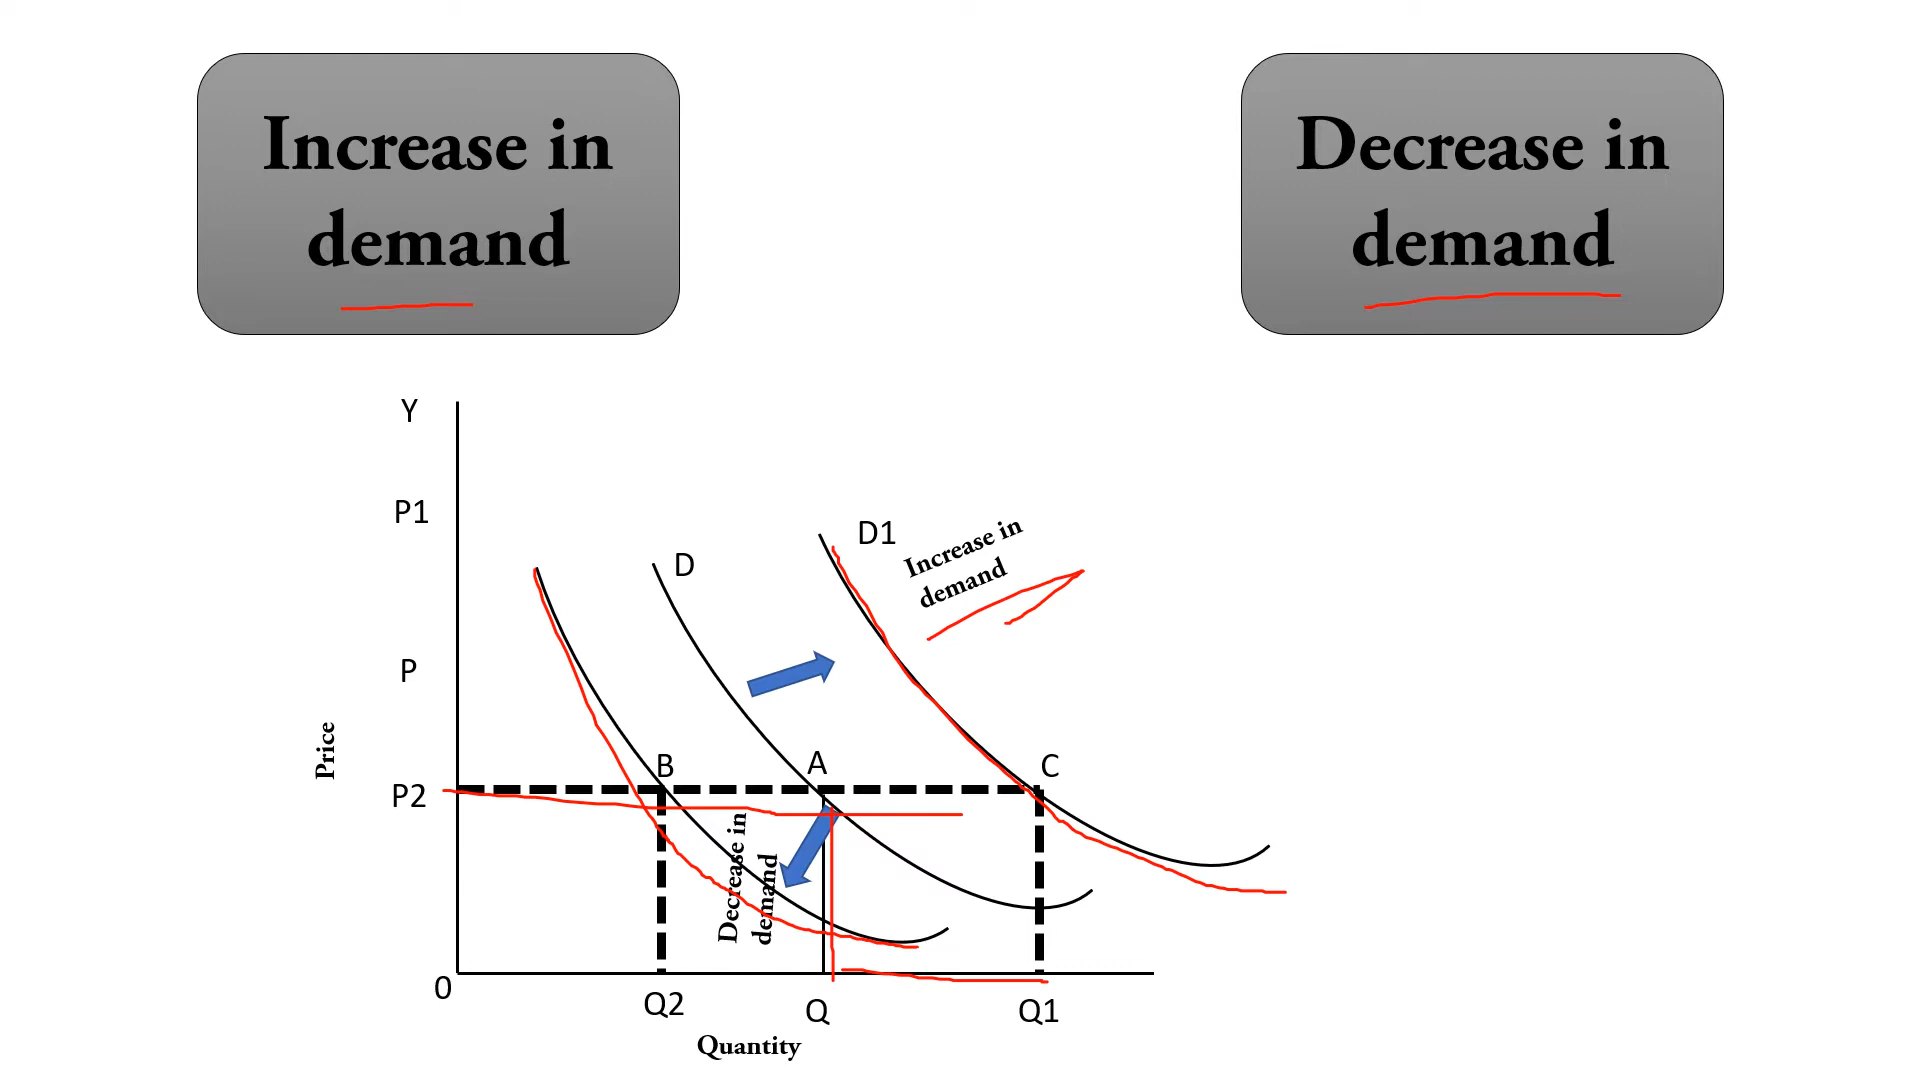 Increase in
demand
Decrease in
demand
Y
P1
D1
Increase in
demand
D
P
Price
B
A
C
P2
Decrease in
demand
0
Q2
Q
Q1
Quantity